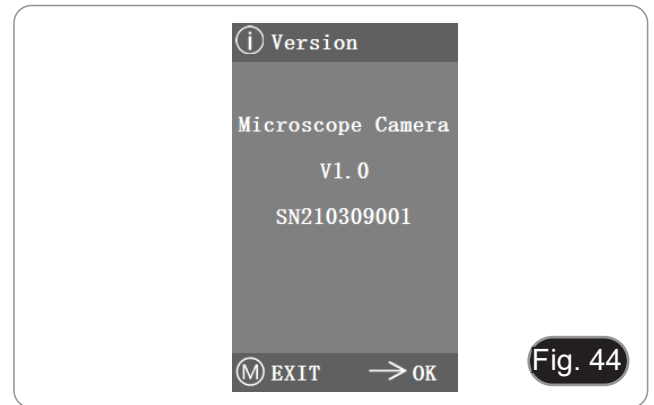 i Version
Microscope Camera
V1.0
SN210309001
M EXIT → OK
Fig. 44